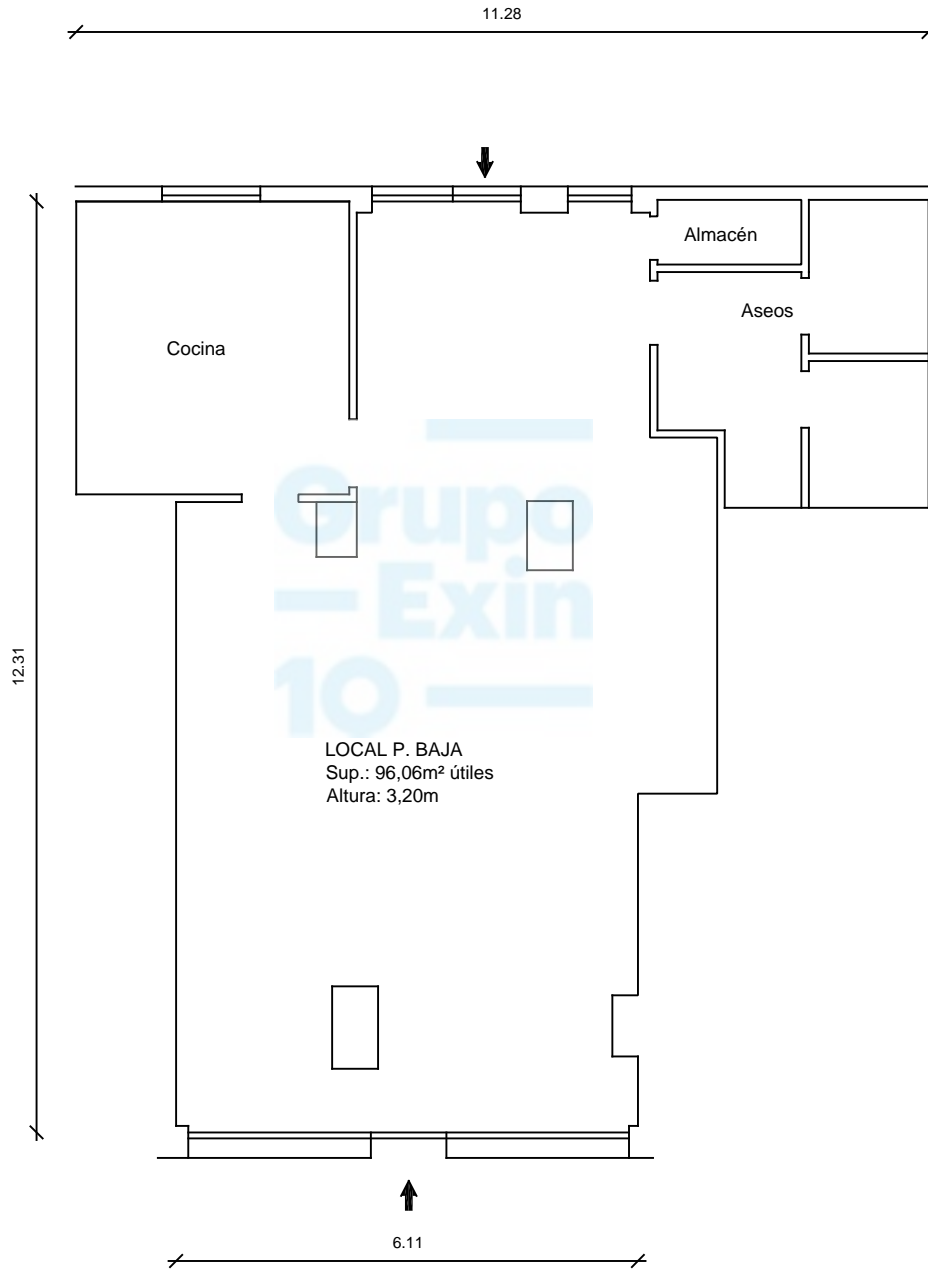 11.28
Almacén
Aseos
Cocina
Grupo
Exin
10
12.31
LOCAL P. BAJA
Sup.: 96,06m² útiles
Altura: 3,20m
6.11